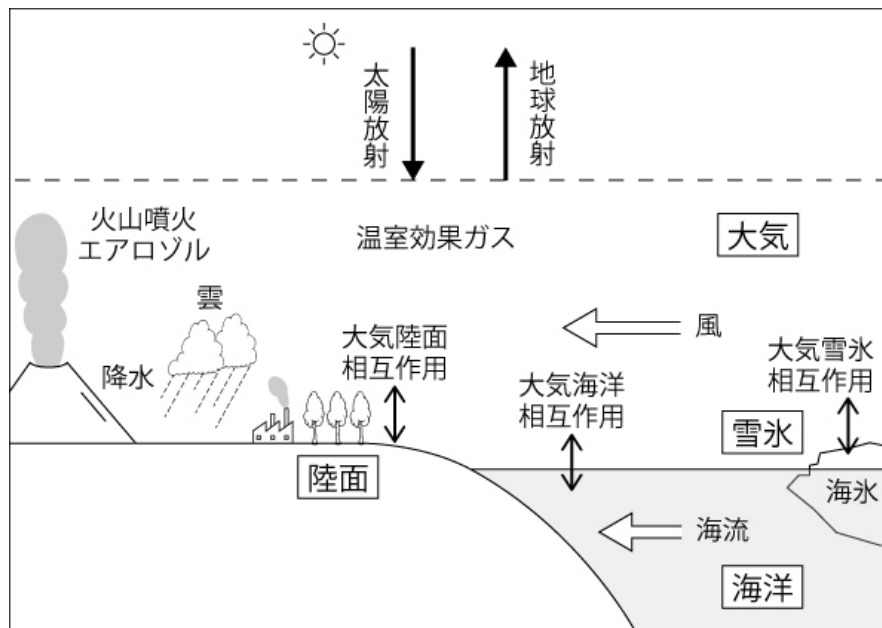 太陽放射
地球放射
火山噴火
エアロゾル
温室効果ガス
大気
雲
風
大気陸面
相互作用
大気雪氷
相互作用
降水
大気海洋
相互作用
雪氷
陸面
海氷
海流
海洋